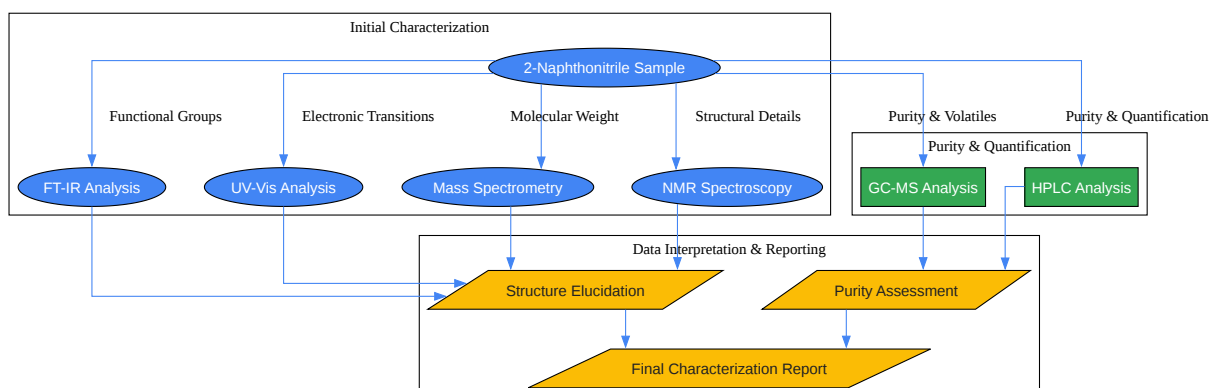 Initial Characterization
2-Naphthonitrile Sample
Functional Groups
Electronic Transitions
Molecular Weight
Structural Details
Purity & Volatiles
Purity & Quantification
Purity & Quantification
FT-IR Analysis
UV-Vis Analysis
Mass Spectrometry
NMR Spectroscopy
GC-MS Analysis
HPLC Analysis
Data Interpretation & Reporting
Structure Elucidation
Purity Assessment
Final Characterization Report